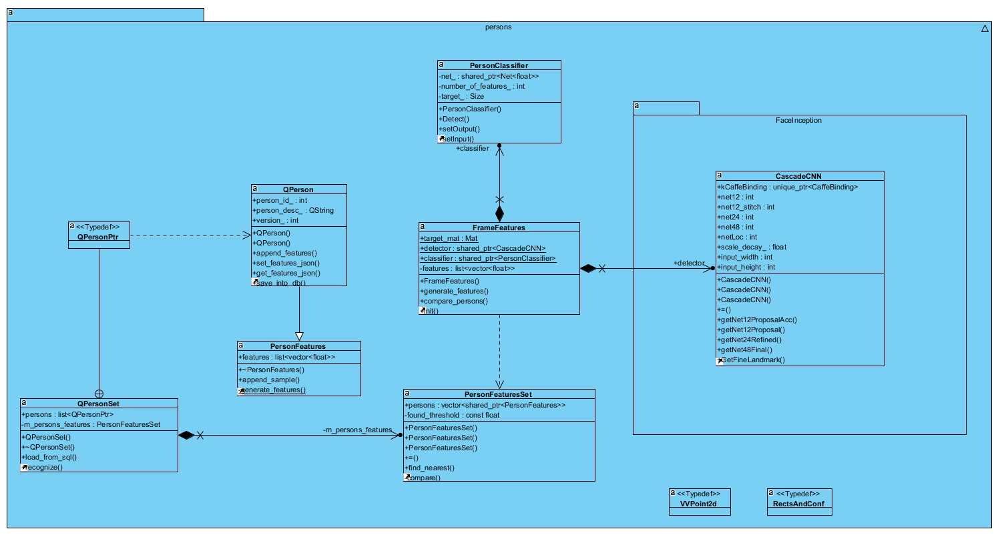 a
persons
a
PersonClassifier
-net_ : shared_ptr<Net<float>>
-number_of_features_ : int
-target_ : Size
+PersonClassifier()
+Detect()
+setOutput()
setInput()
+classifier
a
FaceInception
a
CascadeCNN
+kCaffeBinding : unique_ptr<CaffeBinding>
+net12 : int
+net12_stitch : int
+net24 : int
+net48 : int
+netLoc : int
+scale_decay_ : float
+input_width : int
+input_height : int
+CascadeCNN()
+CascadeCNN()
+CascadeCNN()
+=()
+getNet12ProposalAcc()
+getNet12Proposal()
+getNet24Refined()
+getNet48Final()
GetFineLandmark()
a
QPerson
+person_id_ : int
+person_desc_ : QString
+version_ : int
+QPerson()
+QPerson()
+append_features()
+set_features_json()
+get_features_json()
save_into_db()
a <<Typedef>>
QPersonPtr
a
FrameFeatures
+target_mat : Mat
+detector : shared_ptr<CascadeCNN>
+classifier : shared_ptr<PersonClassifier>
-features : list<vector<float>>
+FrameFeatures()
+generate_features()
+compare_persons()
init()
+detector
a
PersonFeatures
+features : list<vector<float>>
+~PersonFeatures()
+append_sample()
generate_features()
a
QPersonSet
+persons : list<QPersonPtr>
-m_persons_features : PersonFeaturesSet
+QPersonSet()
+~QPersonSet()
+load_from_sql()
recognize()
-m_persons_features
a
PersonFeaturesSet
+persons : vector<shared_ptr<PersonFeatures>>
-found_threshold : const float
+PersonFeaturesSet()
+PersonFeaturesSet()
+PersonFeaturesSet()
+=()
+find_nearest()
compare()
a <<Typedef>>
VVPoint2d
a <<Typedef>>
RectsAndConf